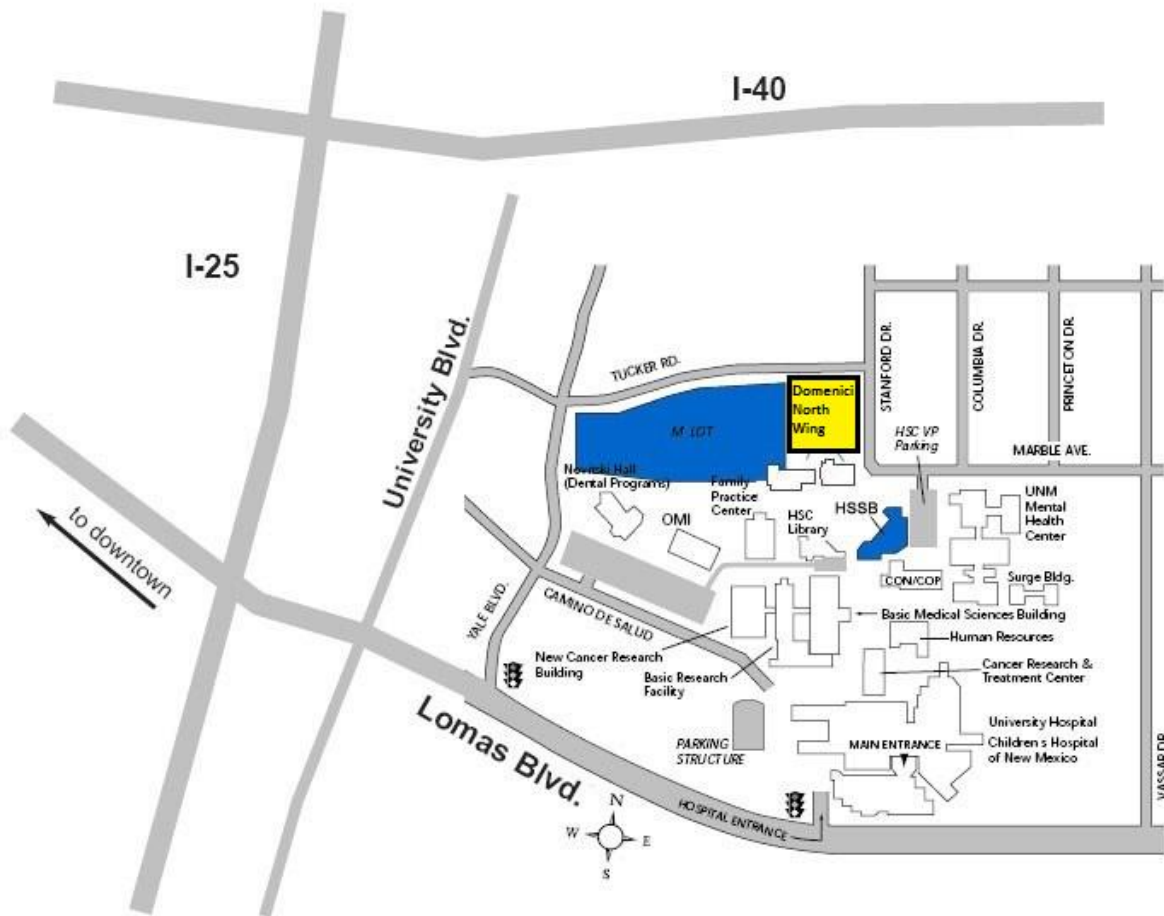 I-40
I-25
University Blvd.
to downtown
TUCKER RD.
STANFORD DR.
COLUMBIA DR.
PRINCETON DR.
Domenici
North
Wing
M LOT
HSC VP
Parking
MARBLE AVE.
Novitski Hall
(Dental Programs)
Family
Practice
Center
OMI
HSC
Library
HSSB
UNM
Mental
Health
Center
CON/COP
Surge Bldg.
YALE BLVD.
CAMINO DE SALUD
Basic Medical Sciences Building
Human Resources
New Cancer Research
Building
Basic Research
Facility
Cancer Research &
Treatment Center
Lomas Blvd.
PARKING
STRUCTURE
University Hospital
MAIN ENTRANCE
Children's Hospital
of New Mexico
VASSAR DR.
HOSPITAL ENTRANCE
N
W
E
S